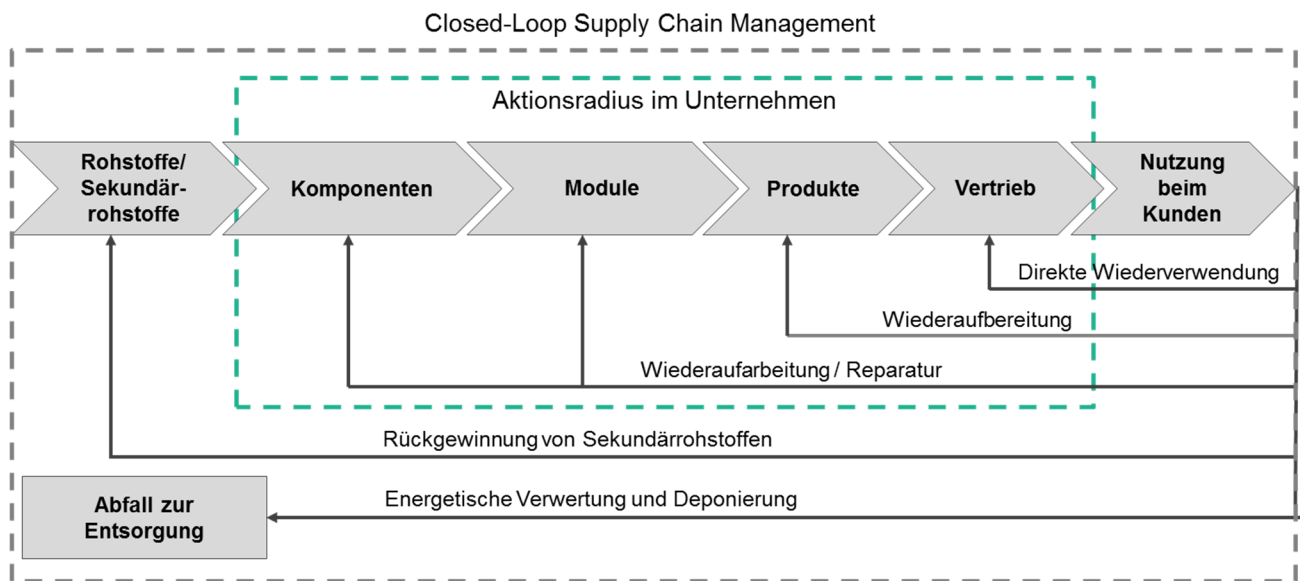 Closed-Loop Supply Chain Management
Aktionsradius im Unternehmen
Rohstoffe/
Sekundär-
rohstoffe
Komponenten
Module
Produkte
Vertrieb
Nutzung
beim
Kunden
Direkte Wiederverwendung
Wiederaufbereitung
Wiederaufarbeitung / Reparatur
Rückgewinnung von Sekundärrohstoffen
Abfall zur
Entsorgung
Energetische Verwertung und Deponierung